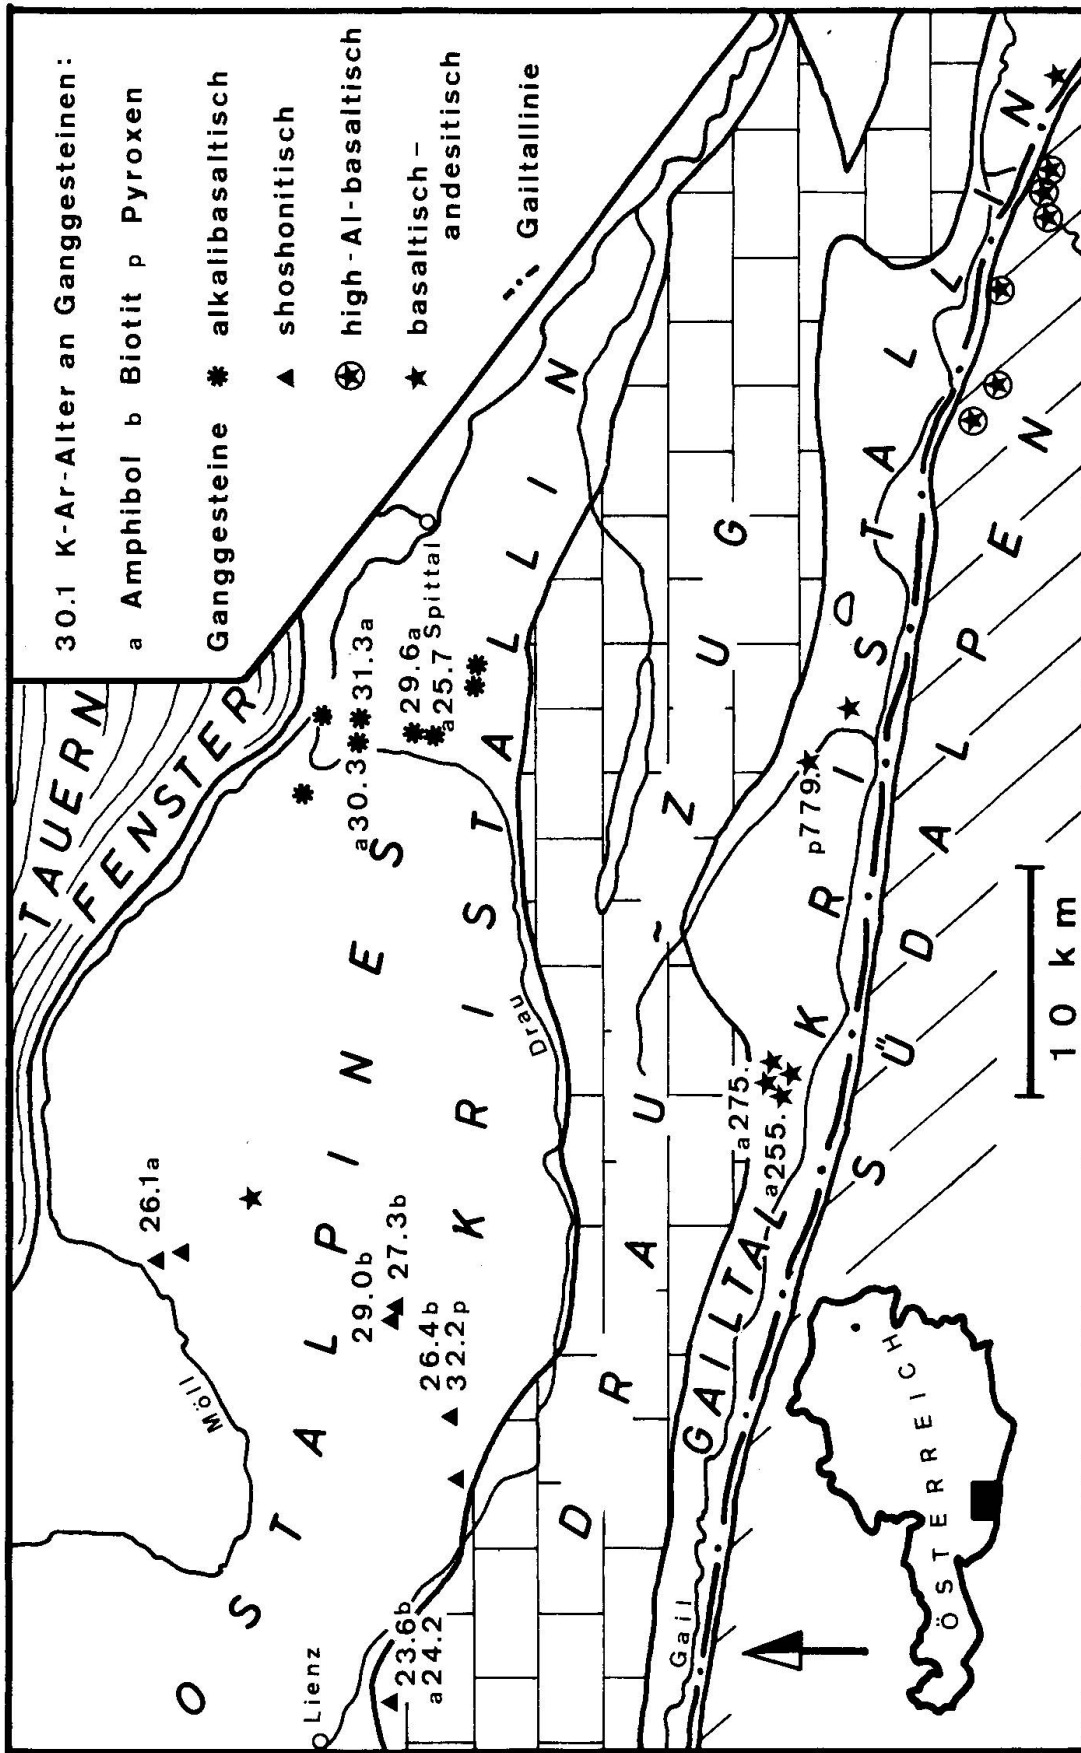 30.1 K-Ar-Alter an Ganggesteinen:
a Amphibol b Biotit p Pyroxen
Ganggesteine
alkalibasaltisch
shoshonitisch
high-Al-basaltisch
basaltisch-
andesitisch
Gailtallinie
TAUERN
FENSTER
OSTALPINES
KRISTALLIN
DRAUZUG
GAILTAL-KRISTALLIN
SÜDALPEN
Möll
Drau
Gail
Lienz
Spittal
26.1a
29.0b
27.3b
26.4b
32.2p
23.6b
a24.2
a30.3
31.3a
29.6a
a25.7
p779.
a275.
a255.
ÖSTERREICH
10 km